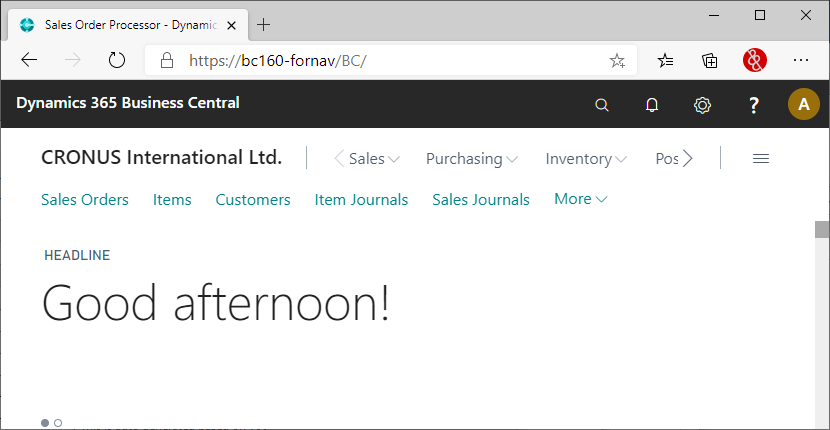 Sales Order Processor - Dynamic
https://bc160-fornav/BC/
Dynamics 365 Business Central
? A
CRONUS International Ltd. Sales Purchasing Inventory Pos
Sales Orders Items Customers Item Journals Sales Journals More
HEADLINE
Good afternoon!